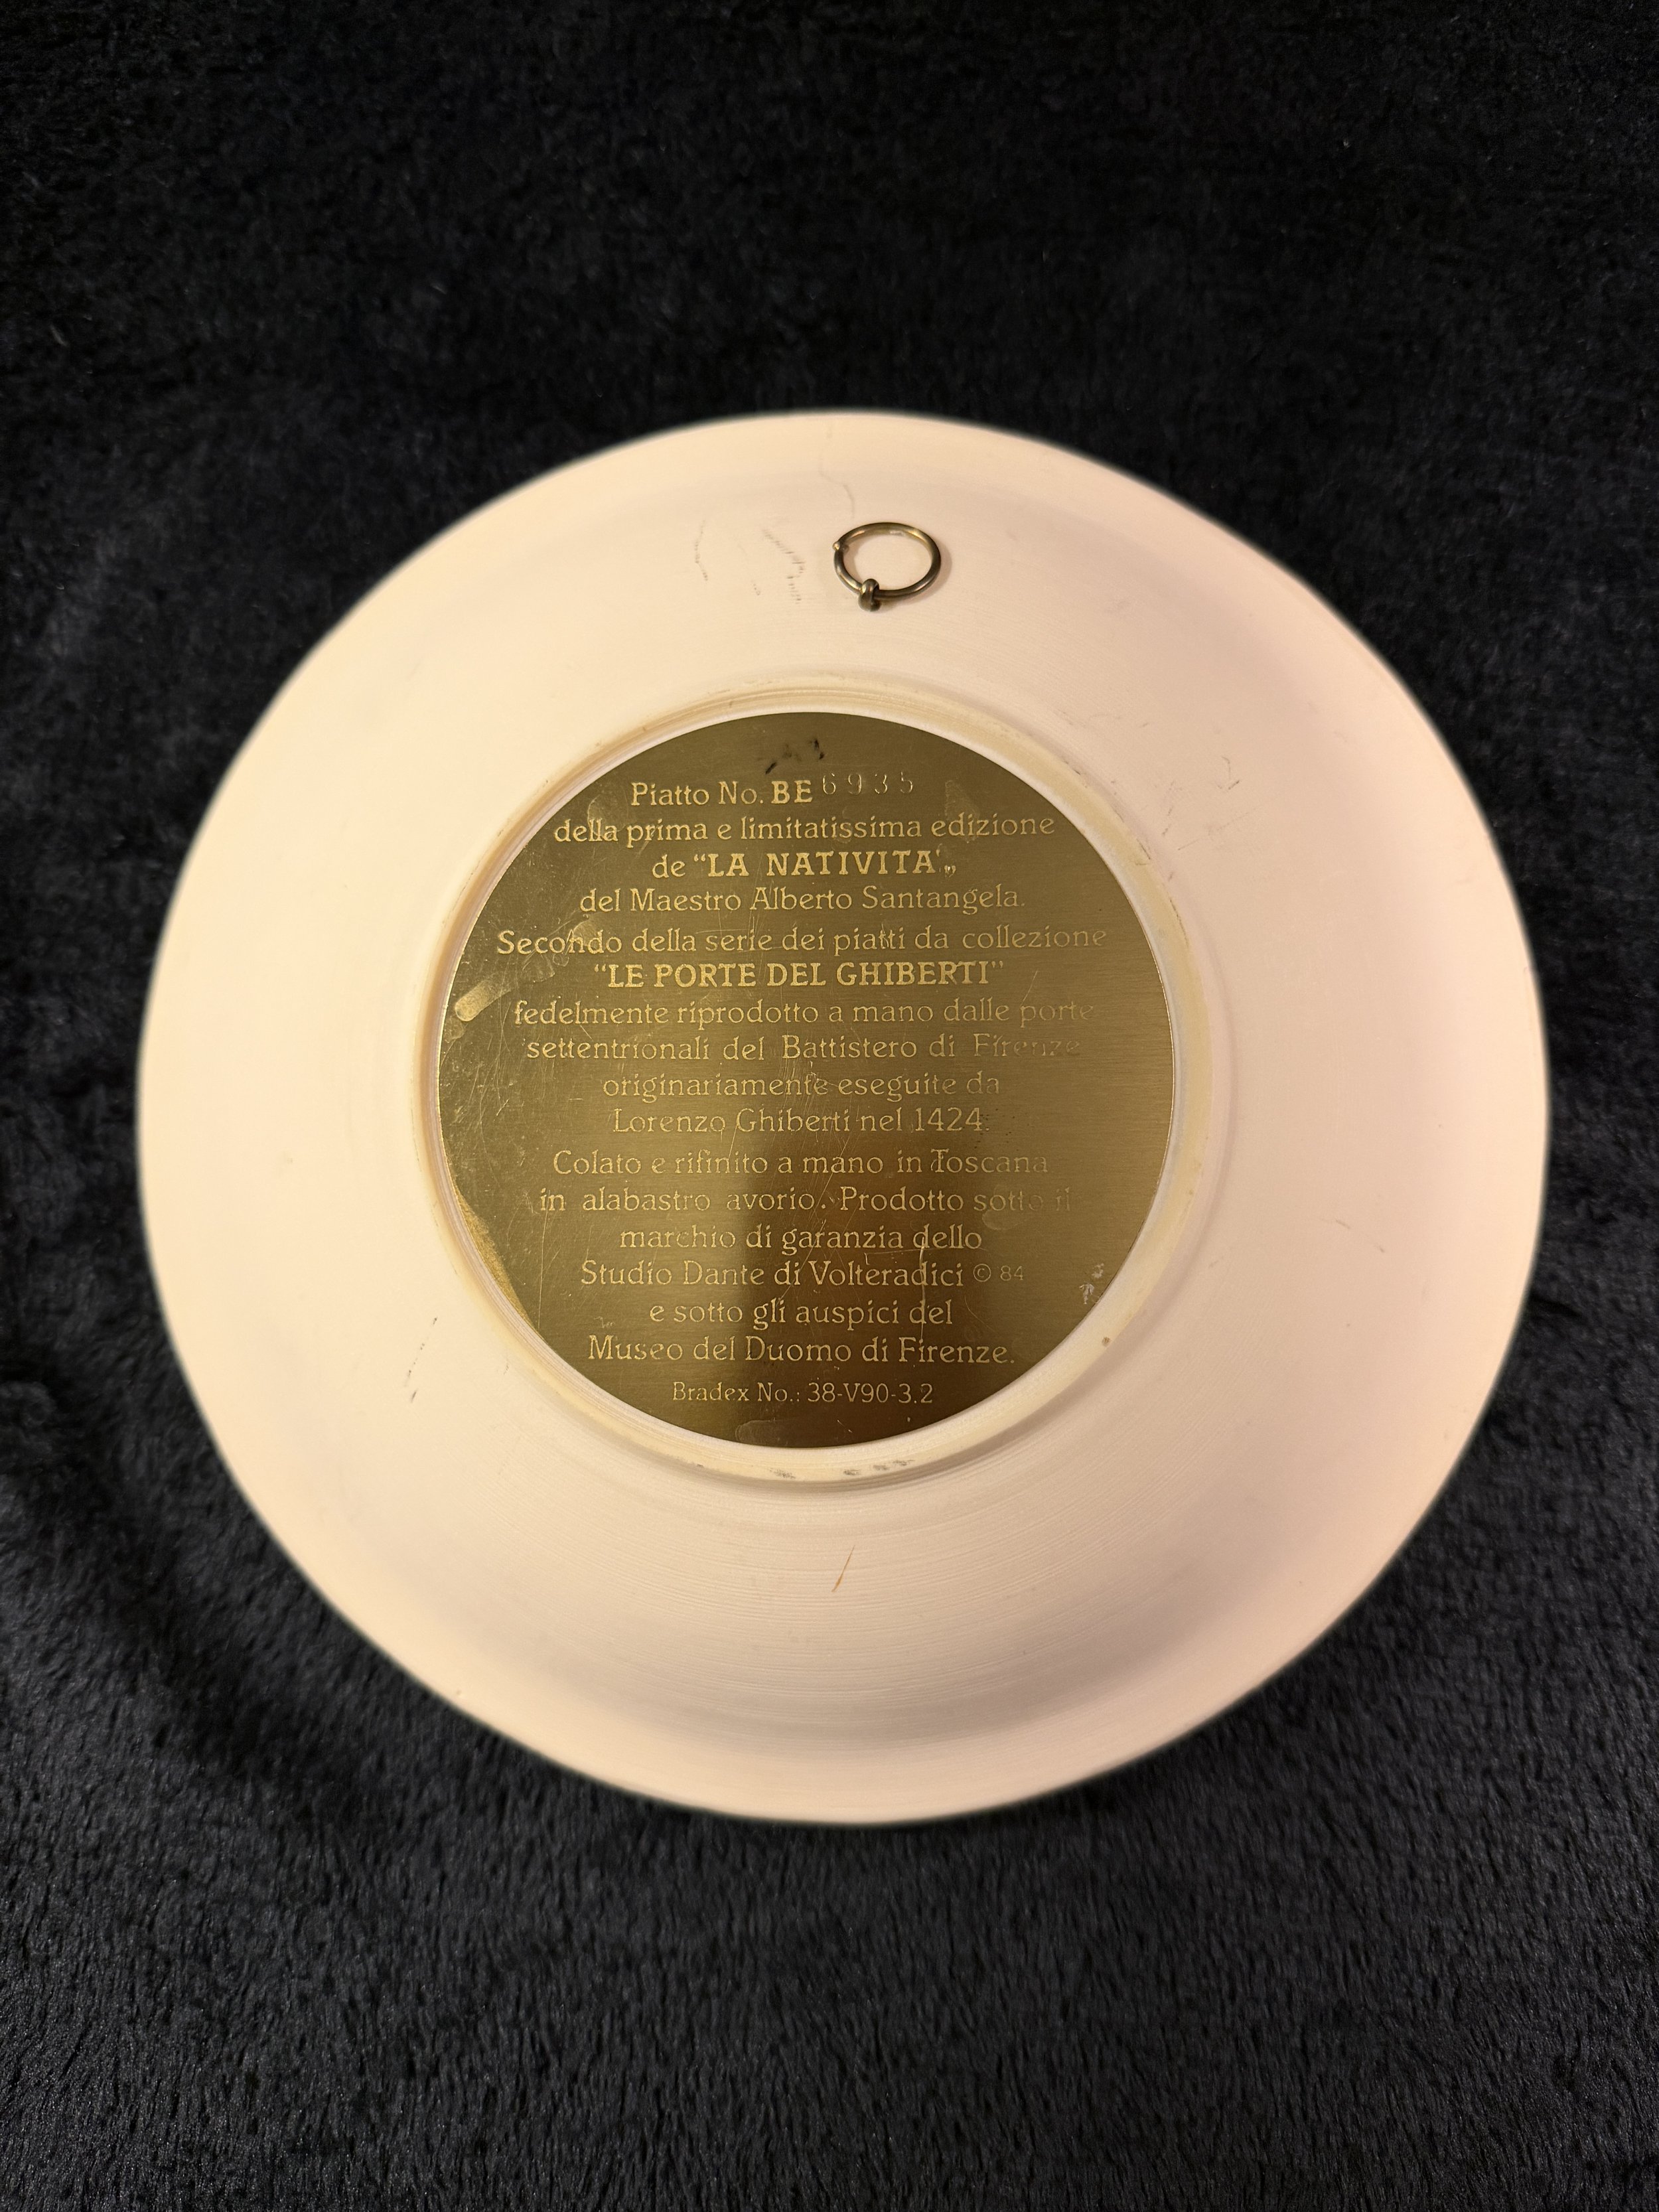 Piatto No. BE 6935
della prima e limitatissima edizione
de “LA NATIVITA'„
del Maestro Alberto Santangela.
Secondo della serie dei piatti da collezione
“LE PORTE DEL GHIBERTI”
fedelmente riprodotto a mano dalle porte
settentrionali del Battistero di Firenze
originariamente eseguite da
Lorenzo Ghiberti nel 1424.
Colato e rifinito a mano in Toscana
in alabastro avorio. Prodotto sotto il
marchio di garanzia dello
Studio Dante di Volteradici © 84
e sotto gli auspici del
Museo del Duomo di Firenze.
Bradex No.: 38-V90-3.2